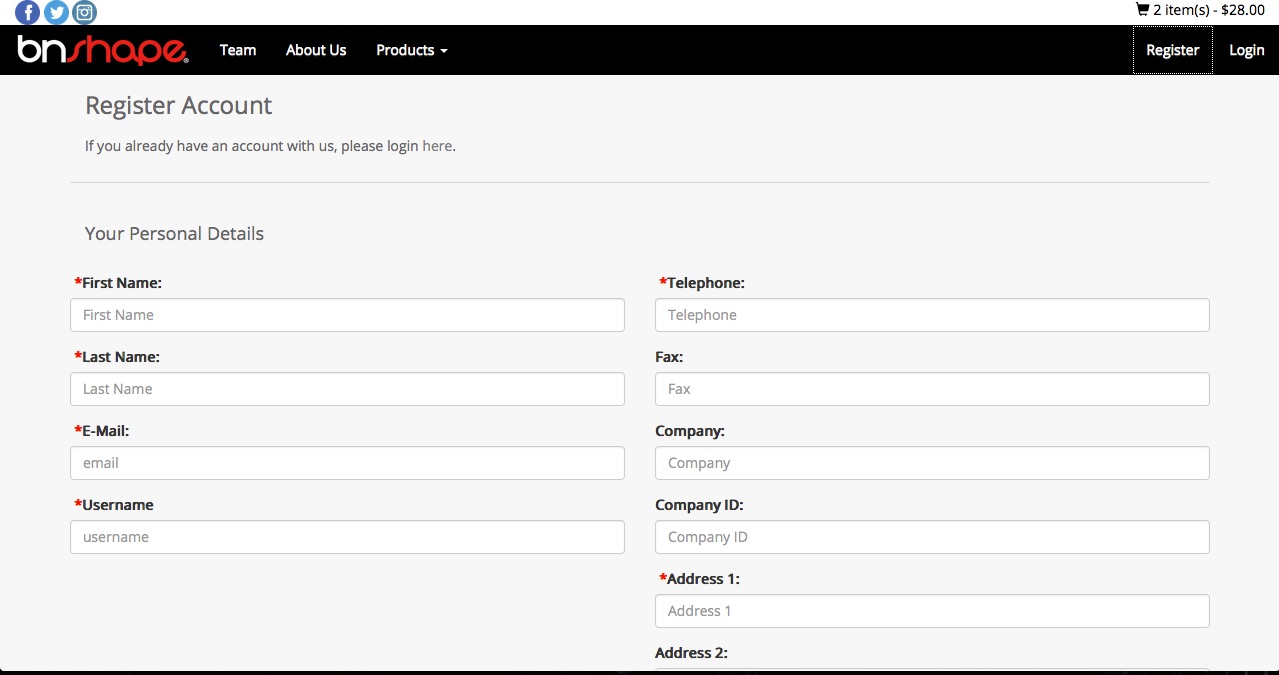 2 item(s) - $28.00
bnshape®
Team
About Us
Products
Register
Login
Register Account
If you already have an account with us, please login here.
Your Personal Details
*First Name:
First Name
*Last Name:
Last Name
*E-Mail:
email
*Username
username
*Telephone:
Telephone
Fax:
Fax
Company:
Company
Company ID:
Company ID
*Address 1:
Address 1
Address 2: